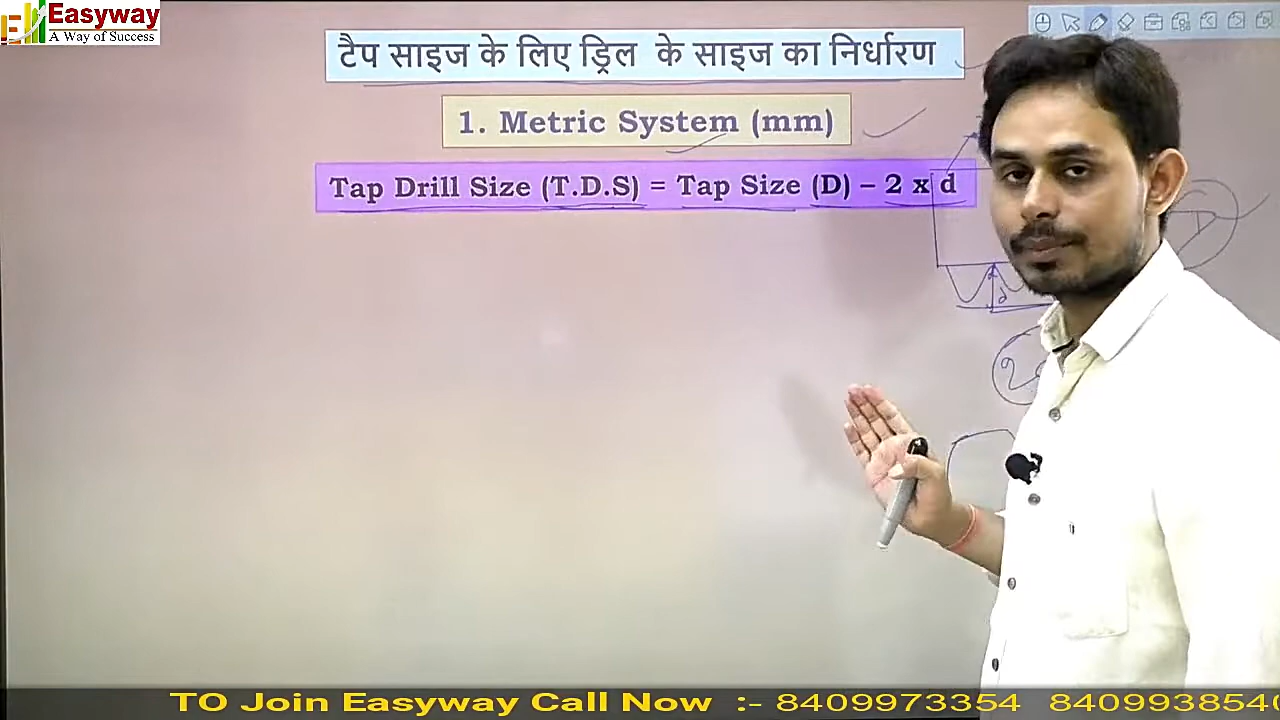 Easyway
A Way of Success
टैप साइज के लिए ड्रिल के साइज का निर्धारण
1. Metric System (mm)
Tap Drill Size (T.D.S) = Tap Size (D) – 2 x d
d
TO Join Easyway Call Now :- 8409973354 840993854